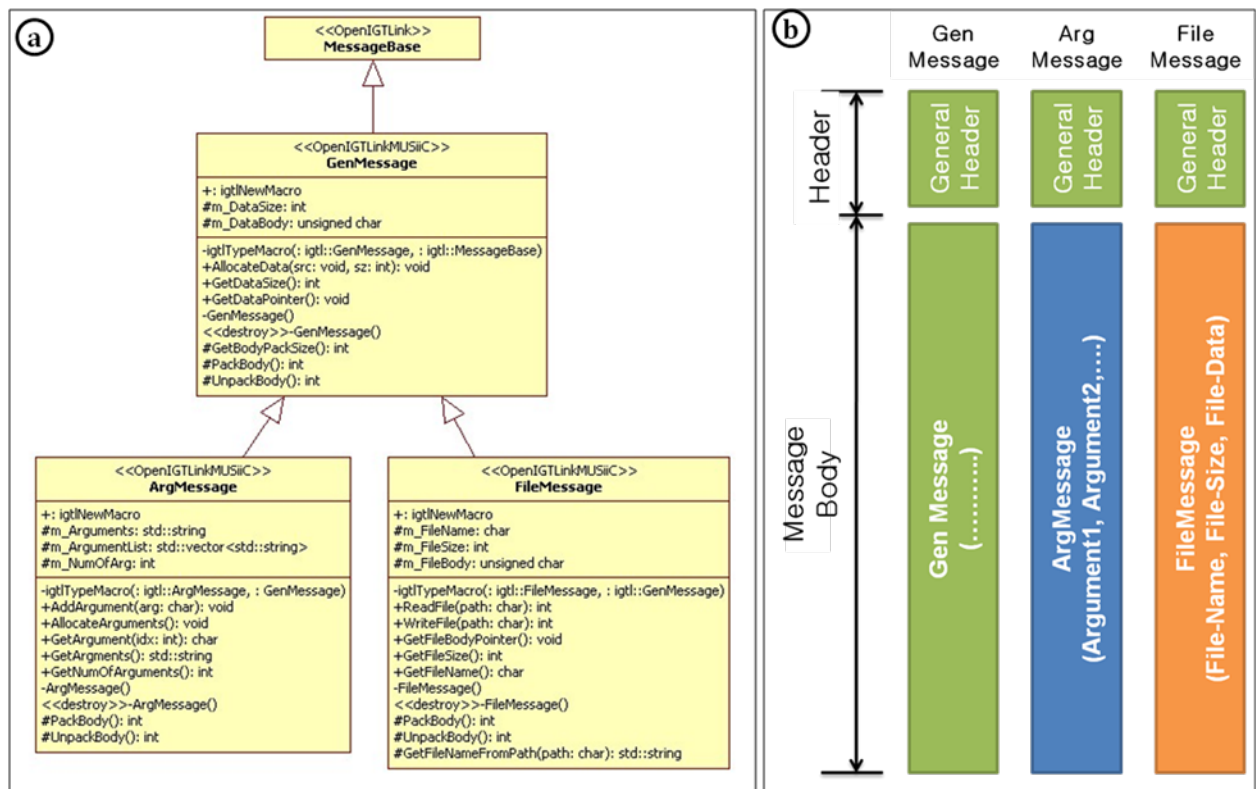 a
<<OpenIGTLink>>
MessageBase
<<OpenIGTLinkMUSiiC>>
GenMessage
+: igtlNewMacro
#m_DataSize: int
#m_DataBody: unsigned char
-igtlTypeMacro(: igtl::GenMessage, : igtl::MessageBase)
+AllocateData(src: void, sz: int): void
+GetDataSize(): int
+GetDataPointer(): void
-GenMessage()
<<destroy>>-GenMessage()
#GetBodyPackSize(): int
#PackBody(): int
#UnpackBody(): int
<<OpenIGTLinkMUSiiC>>
ArgMessage
+: igtlNewMacro
#m_Arguments: std::string
#m_ArgumentList: std::vector<std::string>
#m_NumOfArg: int
-igtlTypeMacro(: igtl::ArgMessage, : GenMessage)
+AddArgument(arg: char): void
+AllocateArguments(): void
+GetArgument(idx: int): char
+GetArgments(): std::string
+GetNumOfArguments(): int
-ArgMessage()
<<destroy>>-ArgMessage()
#PackBody(): int
#UnpackBody(): int
<<OpenIGTLinkMUSiiC>>
FileMessage
+: igtlNewMacro
#m_FileName: char
#m_FileSize: int
#m_FileBody: unsigned char
-igtlTypeMacro(: igtl::FileMessage, : igtl::GenMessage)
+ReadFile(path: char): int
+WriteFile(path: char): int
+GetFileBodyPointer(): void
+GetFileSize(): int
+GetFileName(): char
-FileMessage()
<<destroy>>-FileMessage()
#PackBody(): int
#UnpackBody(): int
#GetFileNameFromPath(path: char): std::string
b
Gen
Message
Arg
Message
File
Message
Header
General
Header
General
Header
General
Header
Message
Body
Gen Message
(............)
ArgMessage
(Argument1, Argument2,....)
FileMessage
(File-Name, File-Size, File-Data)